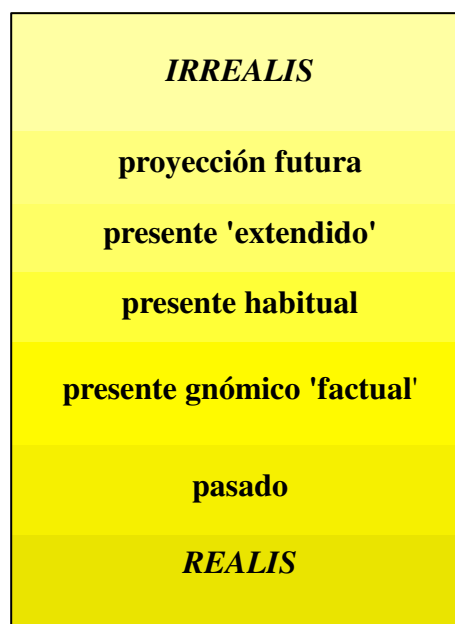 IRREALIS
proyección futura
presente 'extendido'
presente habitual
presente gnómico 'factual'
pasado
REALIS